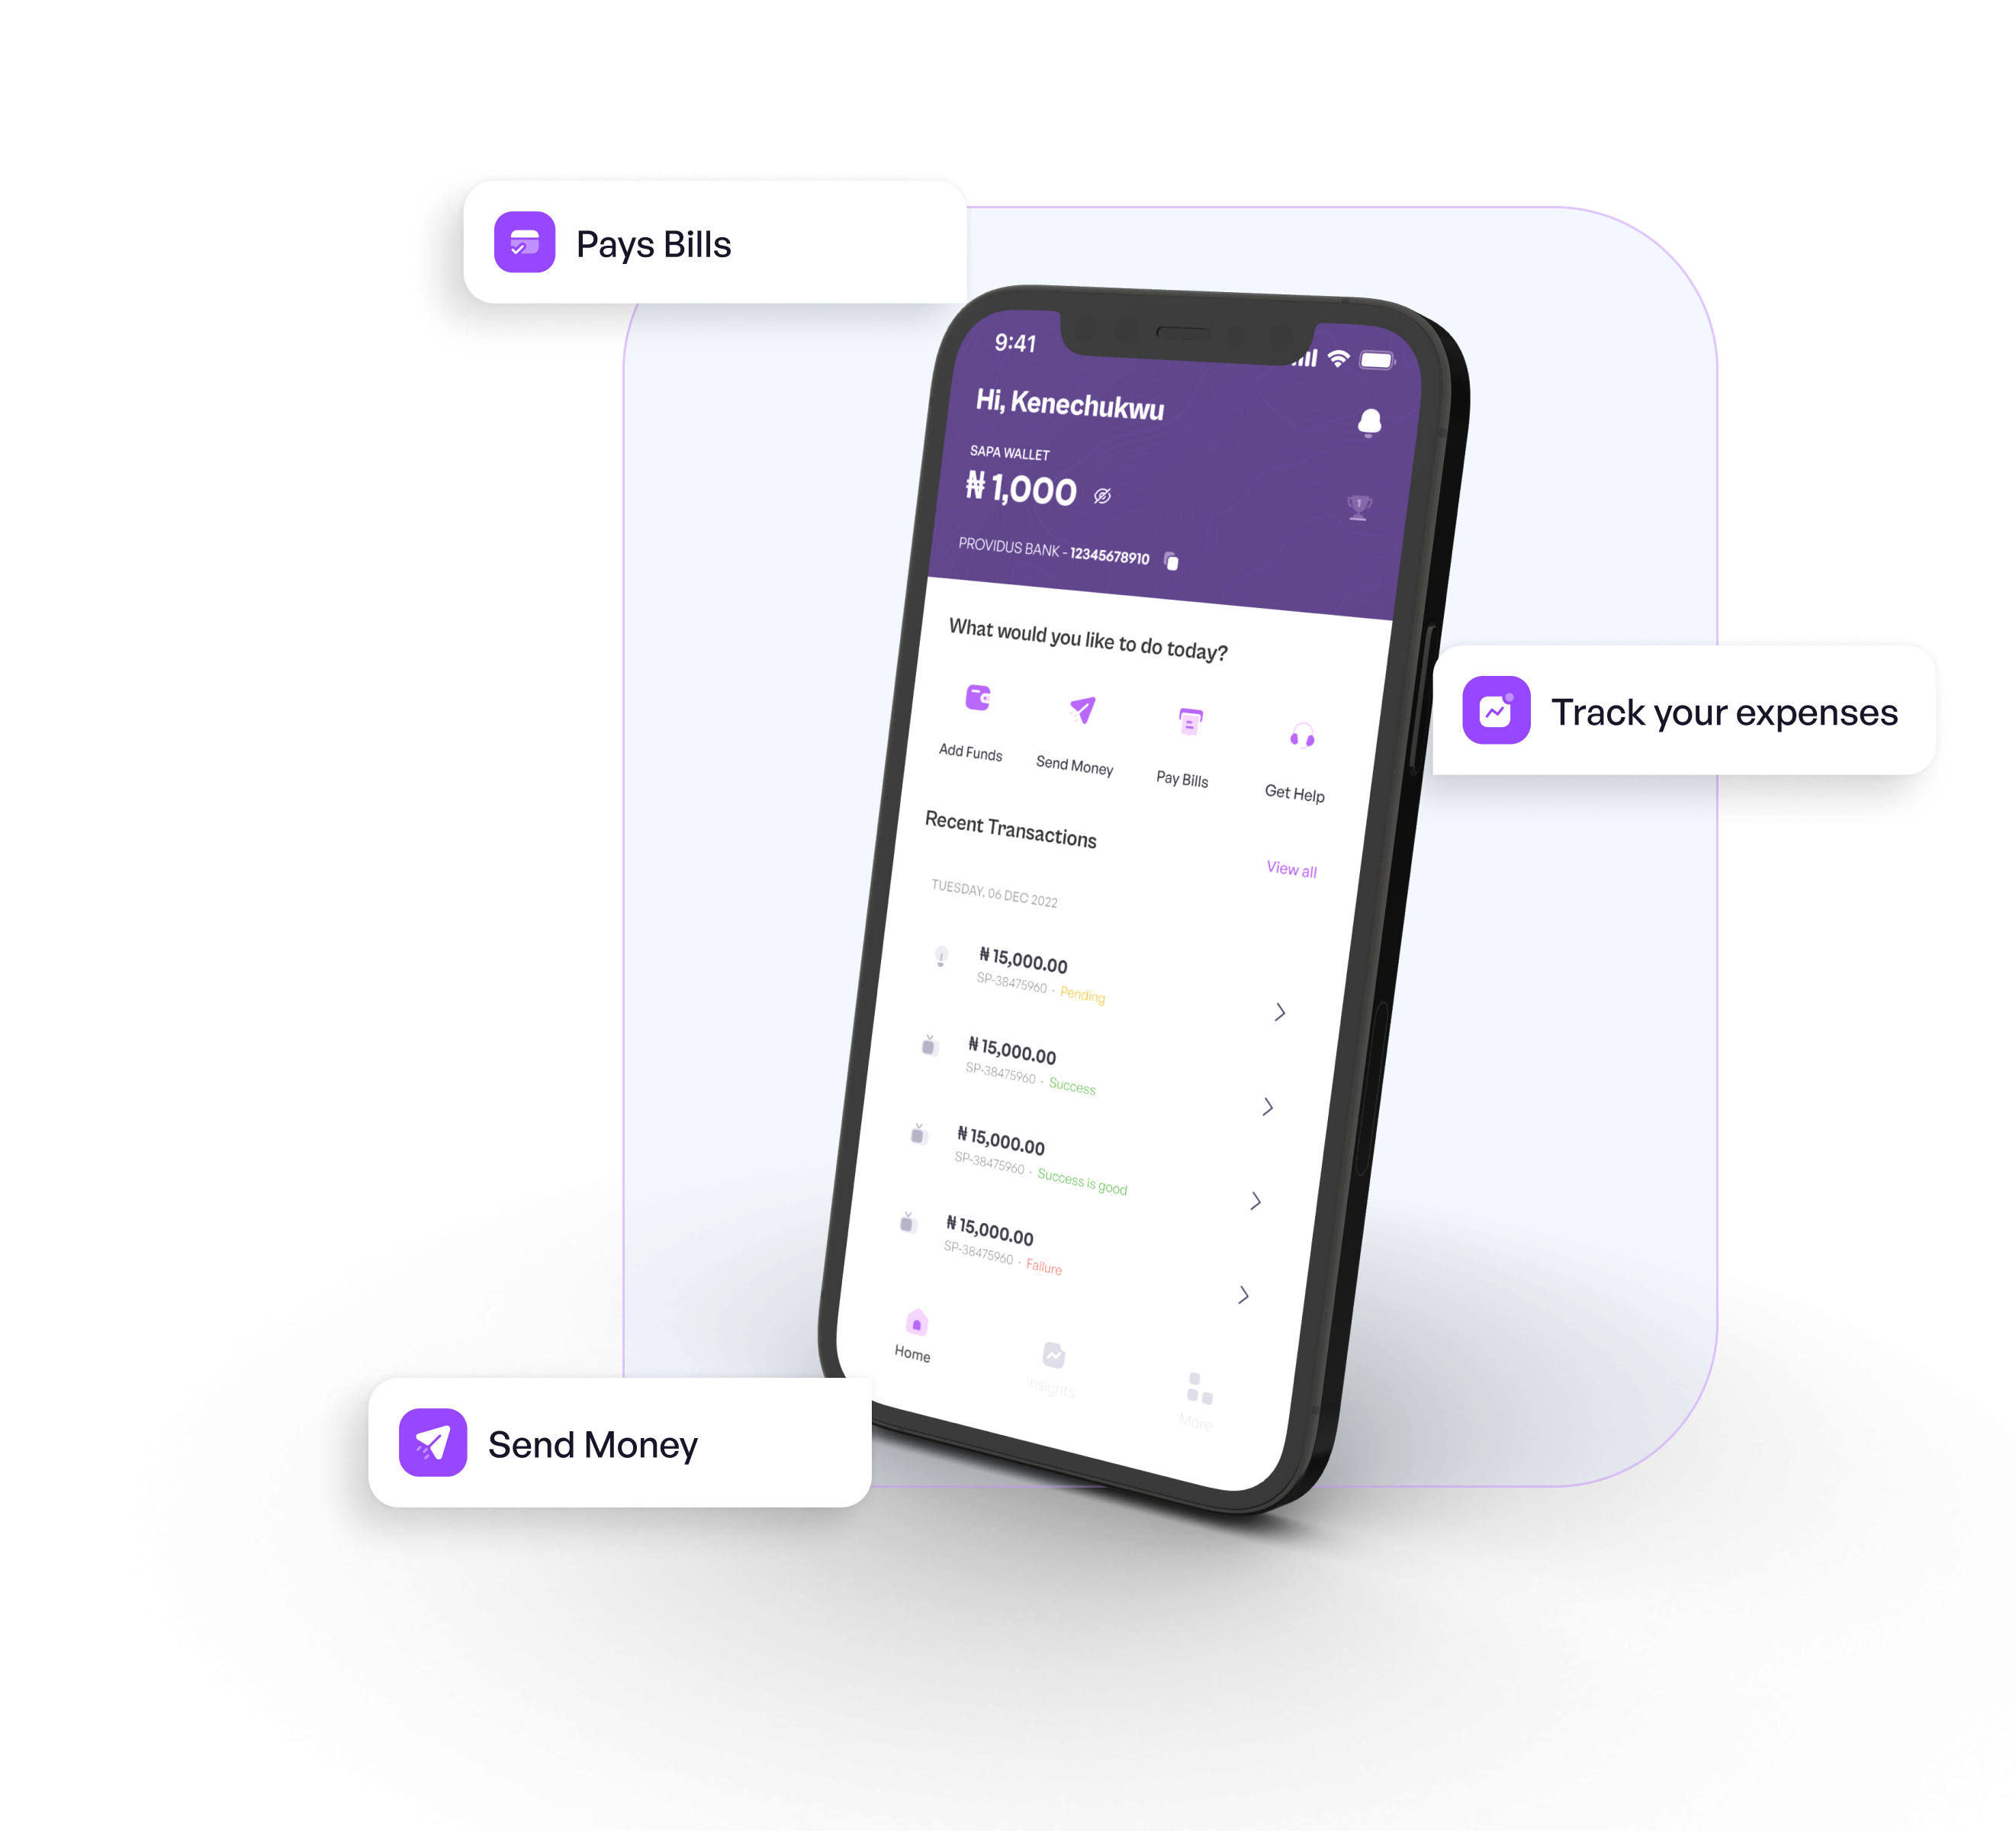 Pays Bills
9:41
Hi, Kenechukwu
SAPA WALLET
₦ 1,000
1
PROVIDUS BANK - 12345678910
What would you like to do today?
Add Funds
Send Money
Pay Bills
Get Help
Track your expenses
Recent Transactions
View all
TUESDAY, 06 DEC 2022
₦ 15,000.00
SP-38475960 · Pending
₦ 15,000.00
SP-38475960 · Success
₦ 15,000.00
SP-38475960 · Success is good
₦ 15,000.00
SP-38475960 · Failure
Home
Insights
More
Send Money